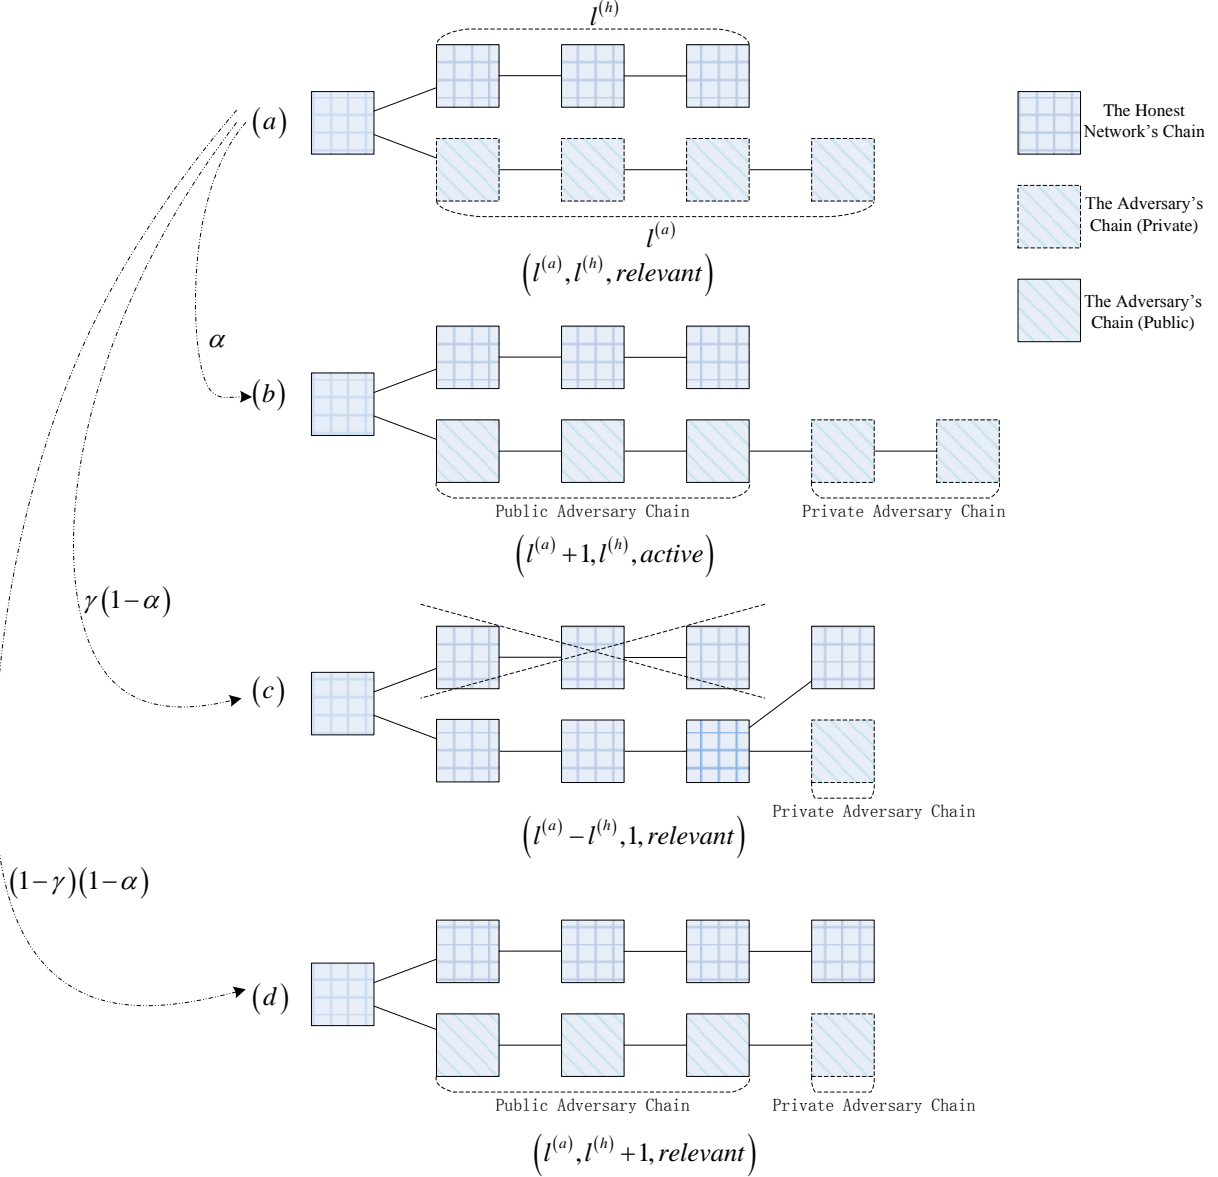 l^(h)
(a)
The Honest
Network's Chain
The Adversary's
Chain (Private)
l^(a)
(l^(a), l^(h), relevant)
The Adversary's
Chain (Public)
α
(b)
Public Adversary Chain
Private Adversary Chain
(l^(a) + 1, l^(h), active)
γ(1−α)
(c)
Private Adversary Chain
(l^(a) − l^(h), 1, relevant)
(1−γ)(1−α)
(d)
Public Adversary Chain
Private Adversary Chain
(l^(a), l^(h) + 1, relevant)